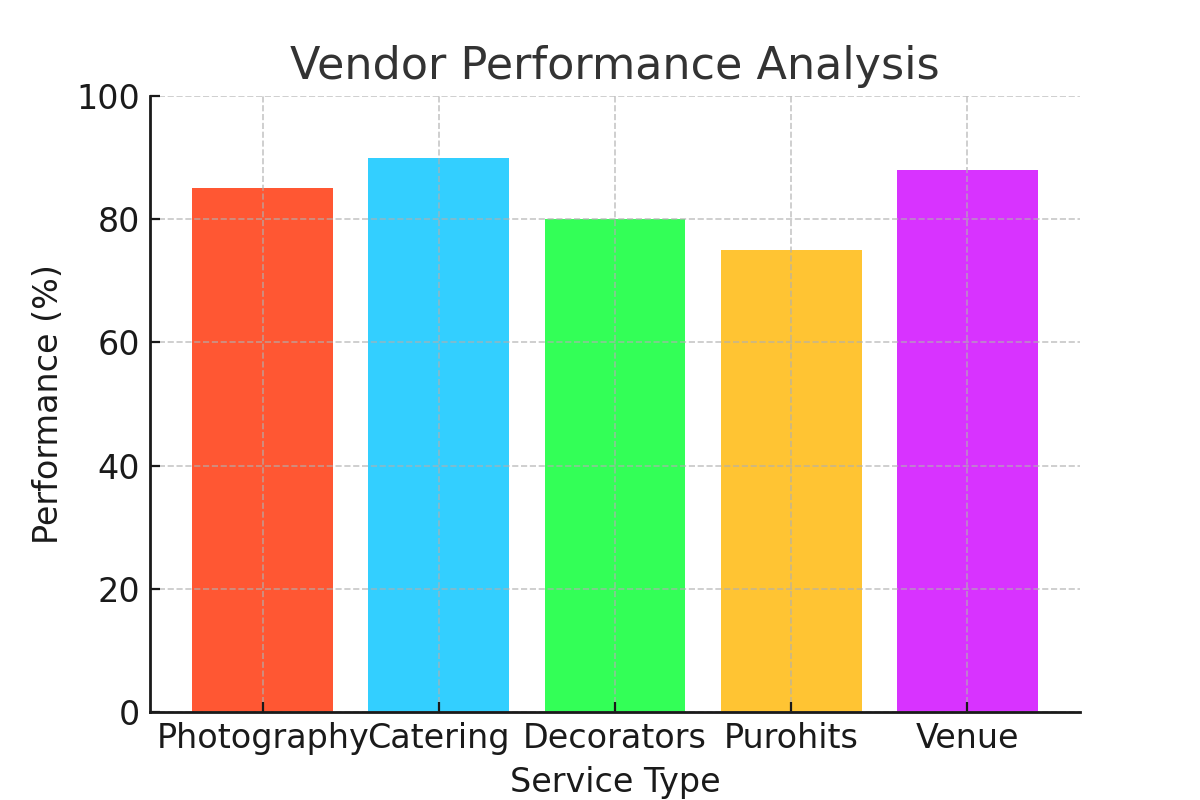 Vendor Performance Analysis
100
80
60
40
20
0
Performance (%)
Photography Catering Decorators Purohits Venue
Service Type